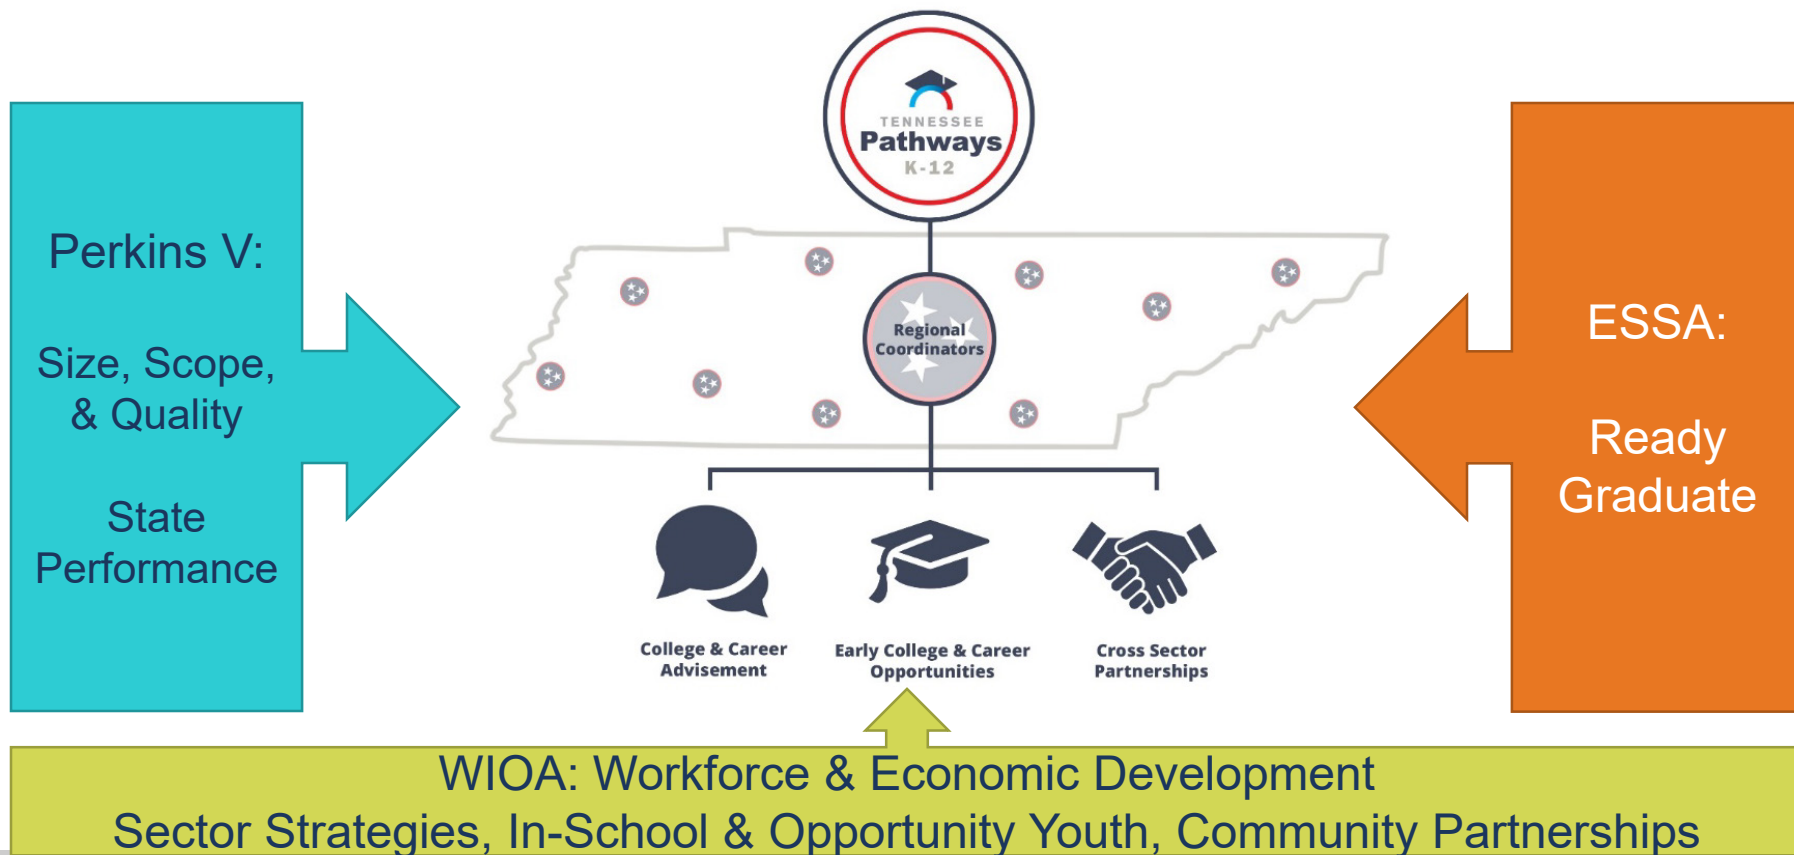 TENNESSEE
Pathways
K-12
Perkins V:
Size, Scope,
& Quality
State
Performance
Regional
Coordinators
ESSA:
Ready
Graduate
College & Career
Advisement
Early College & Career
Opportunities
Cross Sector
Partnerships
WIOA: Workforce & Economic Development
Sector Strategies, In-School & Opportunity Youth, Community Partnerships